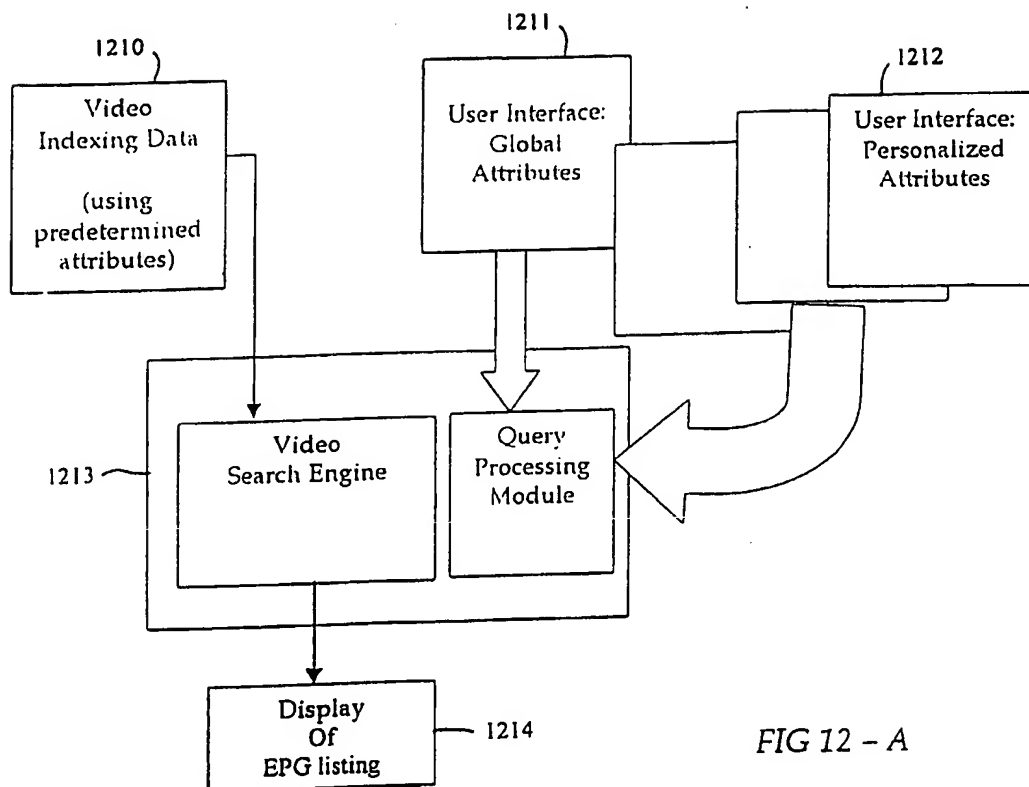 1210
Video
Indexing Data
(using
predetermined
attributes)
1211
User Interface:
Global
Attributes
1212
User Interface:
Personalized
Attributes
1213
Video
Search Engine
Query
Processing
Module
Display
Of
EPG listing
1214
FIG 12 – A